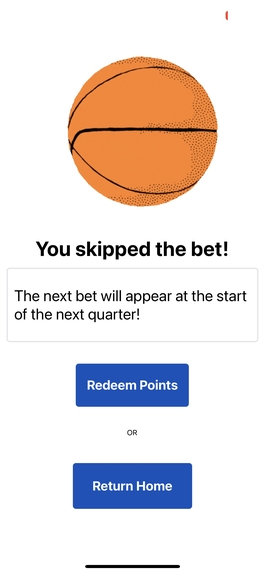 You skipped the bet!
The next bet will appear at the start
of the next quarter!
Redeem Points
OR
Return Home